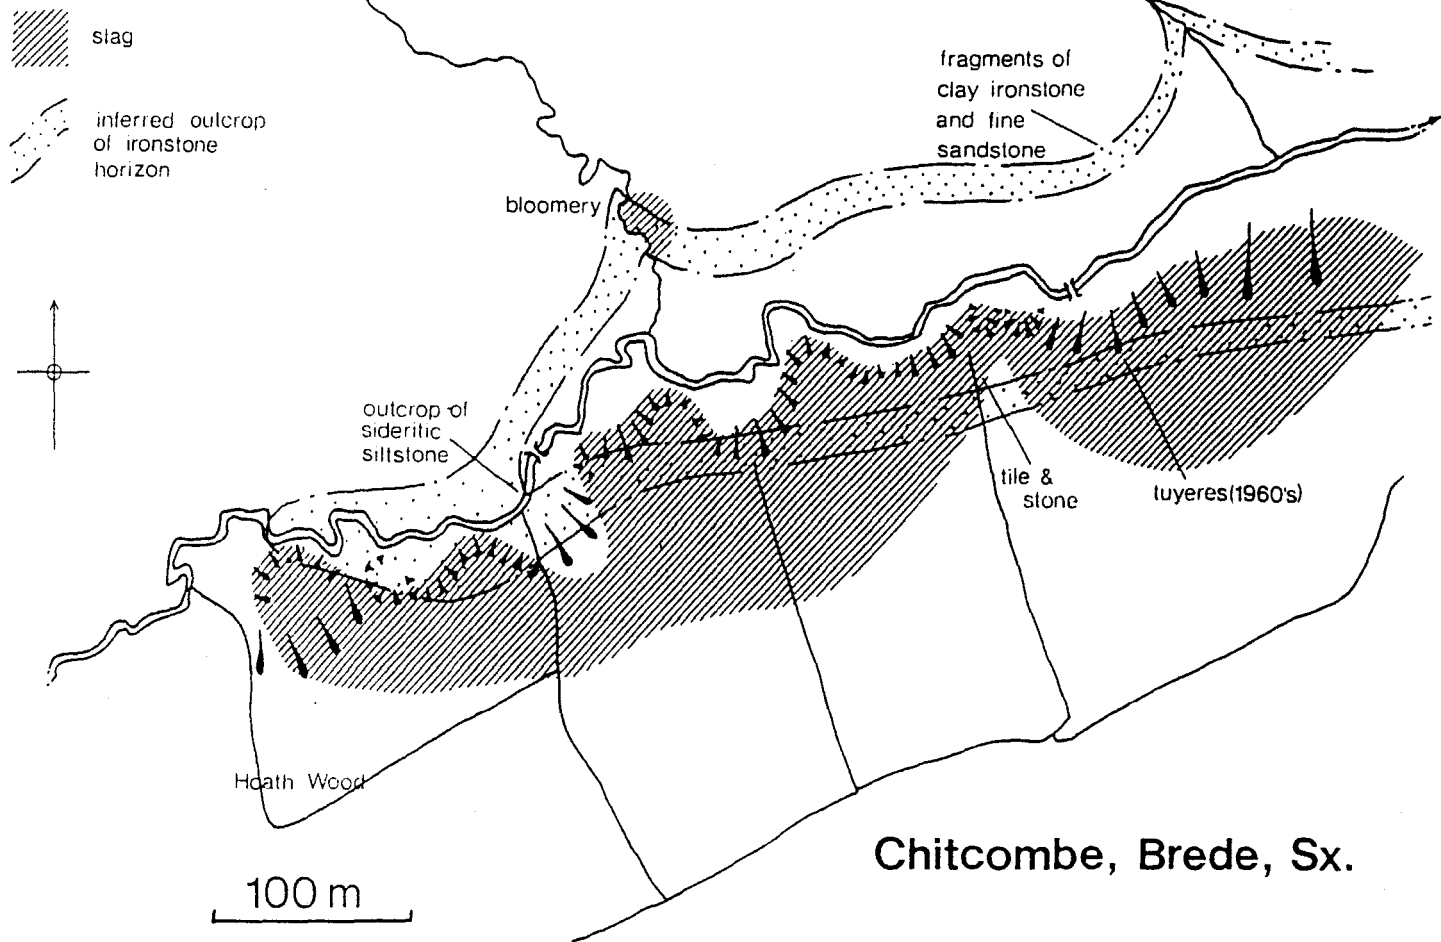 slag
inferred outcrop
of ironstone
horizon
fragments of
clay ironstone
and fine
sandstone
bloomery
outcrop of
sideritic
siltstone
tile &
stone
tuyeres(1960's)
Hoath Wood
Chitcombe, Brede, Sx.
100 m